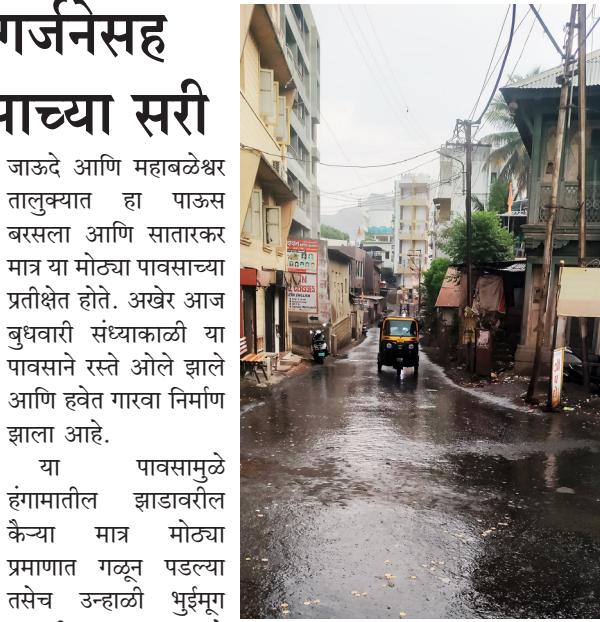 गर्जनेसह
सरी
जाऊदे आणि महाबळेश्वर
तालुक्यात हा पाऊस
बरसला आणि सातारकर
मात्र या मोठ्या पावसाच्या
प्रतीक्षेत होते. अखेर आज
बुधवारी संध्याकाळी या
पावसाने रस्ते ओले झाले
आणि हवेत गारवा निर्माण
झाला आहे.
या पावसामुळे
हंगामातील झाडावरील
कैऱ्या मात्र मोठ्या
प्रमाणात गळून पडल्या
तसेच उन्हाळी भुईमूग